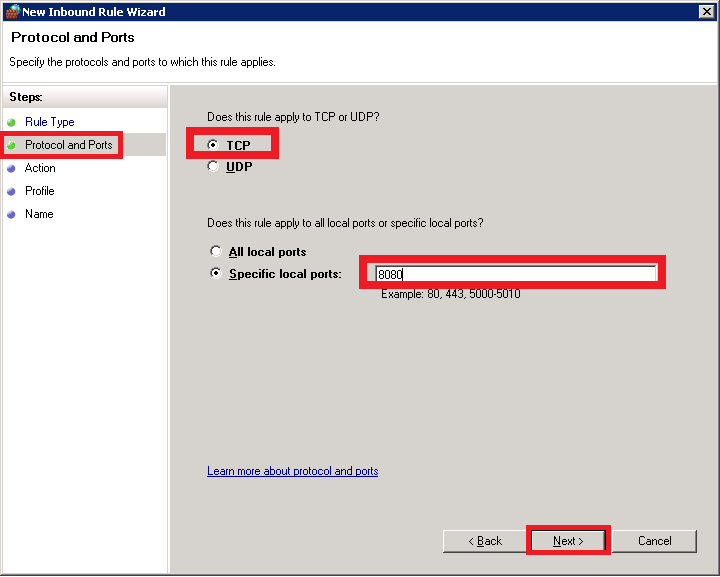 New Inbound Rule Wizard
Protocol and Ports
Specify the protocols and ports to which this rule applies.
Steps:
Rule Type
Protocol and Ports
Action
Profile
Name
Does this rule apply to TCP or UDP?
TCP
UDP
Does this rule apply to all local ports or specific local ports?
All local ports
Specific local ports:
8080
Example: 80, 443, 5000-5010
Learn more about protocol and ports
< Back
Next >
Cancel